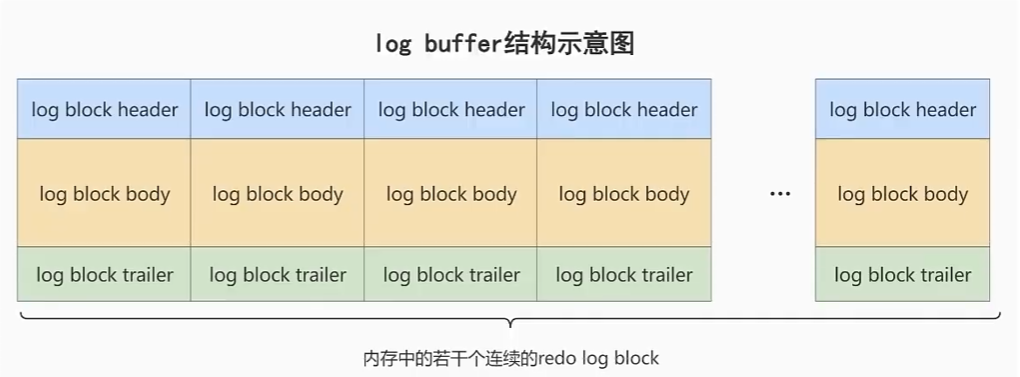 log buffer结构示意图
log block header log block header log block header log block header log block header
log block body log block body log block body log block body ... log block body
log block trailer log block trailer log block trailer log block trailer log block trailer
内存中的若干个连续的redo log block